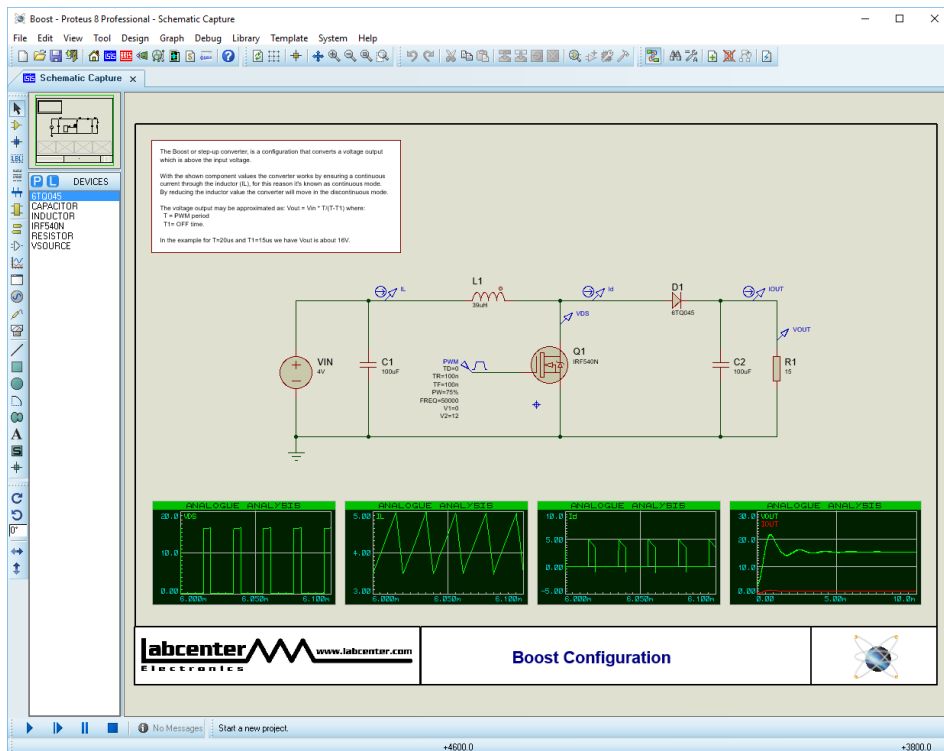 Boost - Proteus 8 Professional - Schematic Capture
File Edit View Tool Design Graph Debug Library Template System Help
Schematic Capture
P L DEVICES
6TQ045
CAPACITOR
INDUCTOR
IRF540N
RESISTOR
VSOURCE
LBL
A
S
0°
The Boost or step-up converter, is a configuration that converts a voltage output
which is above the input voltage.
With the shown component values the converter works by ensuring a continuous
current through the inductor (IL), for this reason it's known as continuous mode.
By reducing the inductor value the converter will move in the discontinuous mode.
The voltage output may be approximated as: Vout = Vin * T/(T-T1) where:
T = PWM period
T1= OFF time.
In the example for T=20us and T1=15us we have Vout is about 16V.
IL
L1
39uH
Id
VDS
D1
6TQ045
IOUT
VOUT
VIN
4V
C1
100uF
PWM
TD=0
TR=100n
TF=100n
PW=75%
FREQ=50000
V1=0
V2=12
Q1
IRF540N
C2
100uF
R1
15
ANALOGUE ANALYSIS
20.0 VDS
10.0
0.00
6.000m 6.050m 6.100m
ANALOGUE ANALYSIS
5.00 IL
4.00
3.00
6.000m 6.050m 6.100m
ANALOGUE ANALYSIS
10.0 Id
5.00
0.00
-5.00
6.000m 6.050m 6.100m
ANALOGUE ANALYSIS
30.0 VOUT
IOUT
20.0
10.0
0.00
0.00 5.00m 10.0m
Labcenter www.labcenter.com
Electronics
Boost Configuration
No Messages Start a new project.
+4600.0 +3800.0